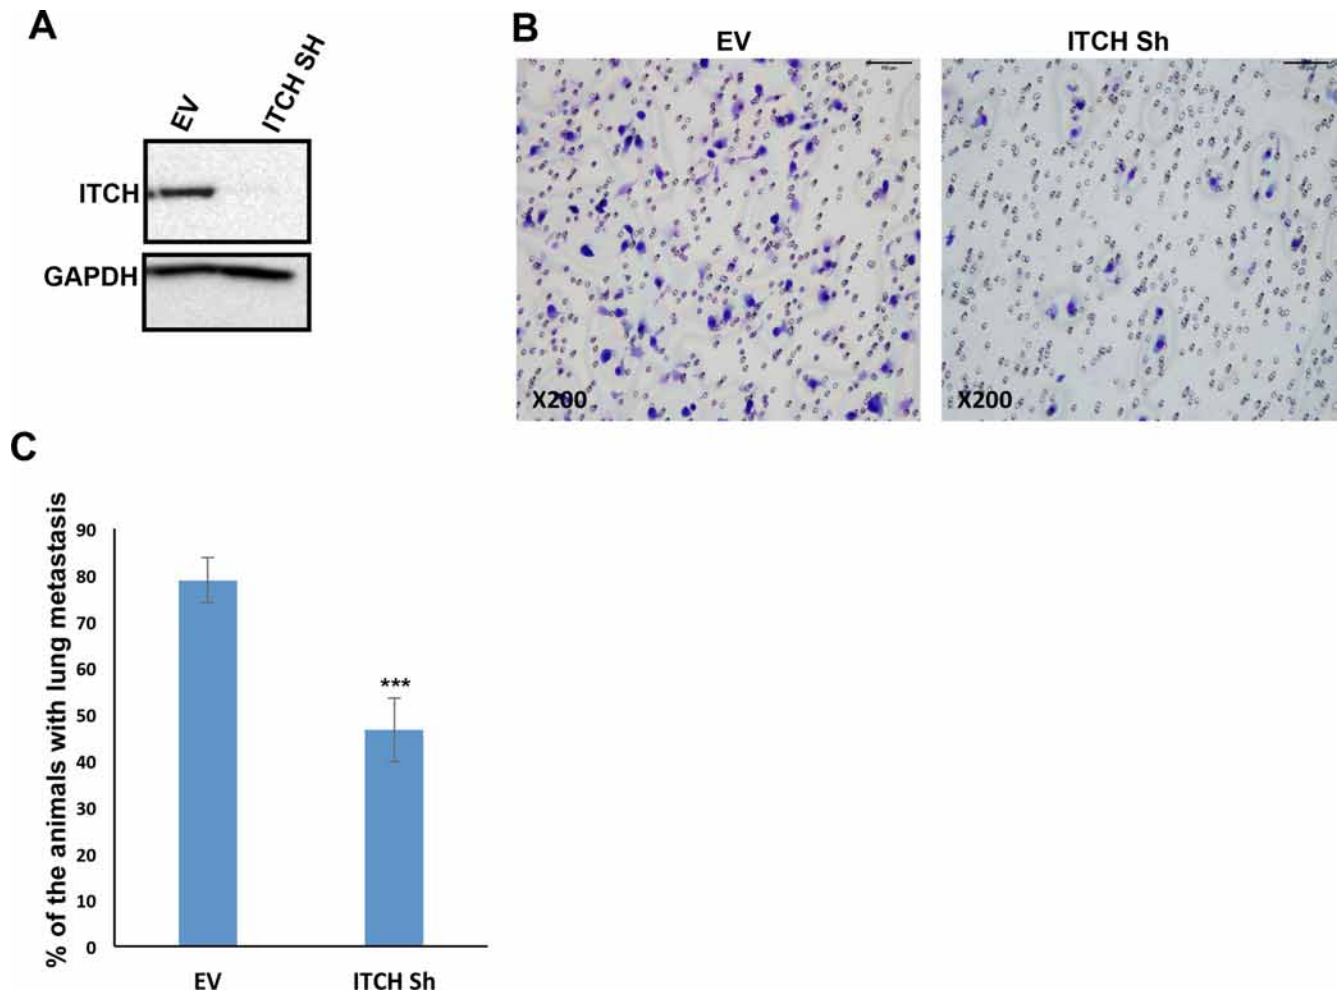 A
EV
ITCH SH
ITCH
GAPDH
B
EV
ITCH Sh
X200
X200
C
% of the animals with lung metastasis
90
80
70
60
50
40
30
20
10
0
***
EV
ITCH Sh